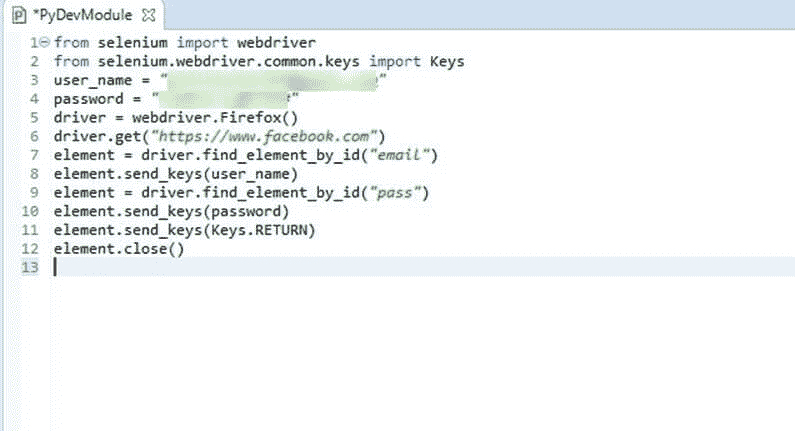 *PyDevModule
1 from selenium import webdriver
2 from selenium.webdriver.common.keys import Keys
3 user_name = " "
4 password = " "
5 driver = webdriver.Firefox()
6 driver.get("https://www.facebook.com")
7 element = driver.find_element_by_id("email")
8 element.send_keys(user_name)
9 element = driver.find_element_by_id("pass")
10 element.send_keys(password)
11 element.send_keys(Keys.RETURN)
12 element.close()
13